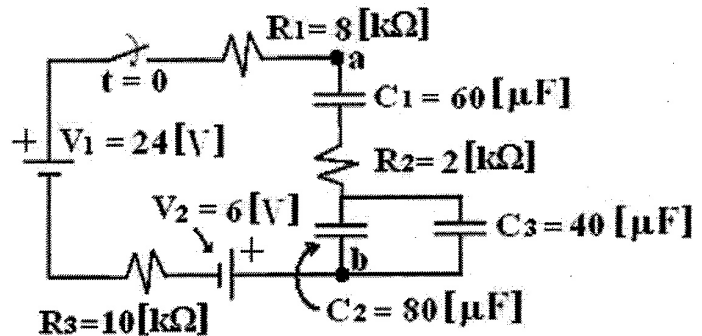 R1= 8 [kΩ]
a
t = 0
C1 = 60 [µF]
+ V1 = 24 [V]
R2= 2 [kΩ]
V2 = 6 [V]
+
C3 = 40 [µF]
b
R3=10 [kΩ]
C2 = 80 [µF]